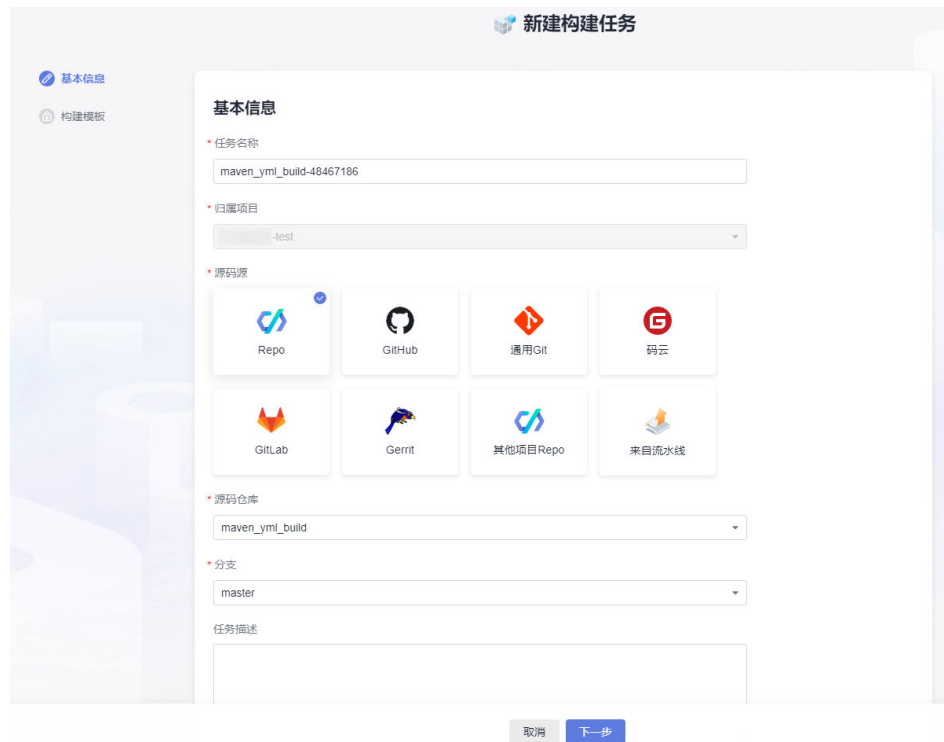 新建构建任务
基本信息
构建模板
基本信息
* 任务名称
maven_yml_build-48467186
* 归属项目
-test
* 源码源
Repo
GitHub
通用Git
码云
GitLab
Gerrit
其他项目Repo
来自流水线
* 源码仓库
maven_yml_build
* 分支
master
任务描述
取消
下一步